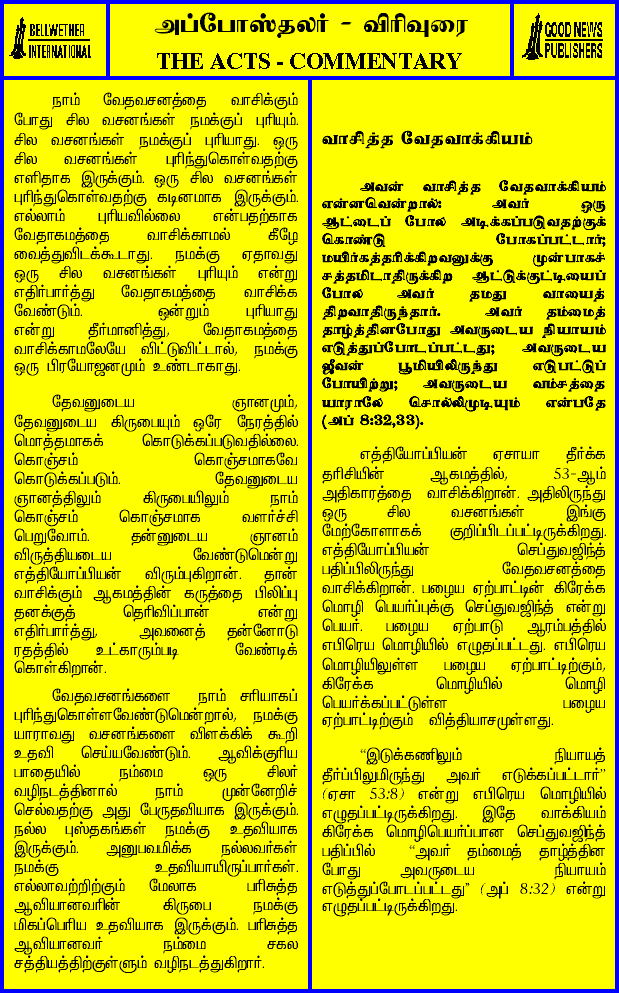 BELLWETHER
INTERNATIONAL
அப்போஸ்தலர் - விரிவுரை
THE ACTS - COMMENTARY
GOOD NEWS
PUBLISHERS
நாம் வேதவசனத்தை வாசிக்கும்
போது சில வசனங்கள் நமக்குப் புரியும்.
சில வசனங்கள் நமக்குப் புரியாது. ஒரு
சில வசனங்கள் புரிந்துகொள்வதற்கு
எளிதாக இருக்கும். ஒரு சில வசனங்கள்
புரிந்துகொள்வதற்கு கடினமாக இருக்கும்.
எல்லாம் புரியவில்லை என்பதற்காக
வேதாகமத்தை வாசிக்காமல் கீழே
வைத்துவிடக்கூடாது. நமக்கு ஏதாவது
ஒரு சில வசனங்கள் புரியும் என்று
எதிர்பார்த்து வேதாகமத்தை வாசிக்க
வேண்டும். ஒன்றும் புரியாது
என்று தீர்மானித்து, வேதாகமத்தை
வாசிக்காமலேயே விட்டுவிட்டால், நமக்கு
ஒரு பிரயோஜனமும் உண்டாகாது.
தேவனுடைய ஞானமும்,
தேவனுடைய கிருபையும் ஒரே நேரத்தில்
மொத்தமாகக் கொடுக்கப்படுவதில்லை.
கொஞ்சம் கொஞ்சமாகவே
கொடுக்கப்படும். தேவனுடைய
ஞானத்திலும் கிருபையிலும் நாம்
கொஞ்சம் கொஞ்சமாக வளர்ச்சி
பெறுவோம். தன்னுடைய ஞானம்
விருத்தியடைய வேண்டுமென்று
எத்தியோப்பியன் விரும்புகிறான். தான்
வாசிக்கும் ஆகமத்தின் கருத்தை பிலிப்பு
தனக்குத் தெரிவிப்பான் என்று
எதிர்பார்த்து, அவனைத் தன்னோடு
ரதத்தில் உட்காரும்படி வேண்டிக்
கொள்கிறான்.
வேதவசனங்களை நாம் சரியாகப்
புரிந்துகொள்ளவேண்டுமென்றால், நமக்கு
யாராவது வசனங்களை விளக்கிக் கூறி
உதவி செய்யவேண்டும். ஆவிக்குரிய
பாதையில் நம்மை ஒரு சிலர்
வழிநடத்தினால் நாம் முன்னேறிச்
செல்வதற்கு அது பேருதவியாக இருக்கும்.
நல்ல புஸ்தகங்கள் நமக்கு உதவியாக
இருக்கும். அனுபவமிக்க நல்லவர்கள்
நமக்கு உதவியாயிருப்பார்கள்.
எல்லாவற்றிற்கும் மேலாக பரிசுத்த
ஆவியானவரின் கிருபை நமக்கு
மிகப்பெரிய உதவியாக இருக்கும். பரிசுத்த
ஆவியானவர் நம்மை சகல
சத்தியத்திற்குள்ளும் வழிநடத்துகிறார்.
வாசித்த வேதவாக்கியம்
அவன் வாசித்த வேதவாக்கியம்
என்னவென்றால்: அவர் ஒரு
ஆட்டைப் போல அடிக்கப்படுவதற்குக்
கொண்டு போகப்பட்டார்;
மயிர்கத்தரிக்கிறவனுக்கு முன்பாகச்
சத்தமிடாதிருக்கிற ஆட்டுக்குட்டியைப்
போல அவர் தமது வாயைத்
திறவாதிருந்தார். அவர் தம்மைத்
தாழ்த்தினபோது அவருடைய நியாயம்
எடுத்துப்போடப்பட்டது; அவருடைய
ஜீவன் பூமியிலிருந்து எடுபட்டுப்
போயிற்று; அவருடைய வம்சத்தை
யாராலே சொல்லிமுடியும் என்பதே
(அப் 8:32,33).
எத்தியோப்பியன் ஏசாயா தீர்க்க
தரிசியின் ஆகமத்தில், 53-ஆம்
அதிகாரத்தை வாசிக்கிறான். அதிலிருந்து
ஒரு சில வசனங்கள் இங்கு
மேற்கோளாகக் குறிப்பிடப்பட்டிருக்கிறது.
எத்தியோப்பியன் செப்துவஜிந்த்
பதிப்பிலிருந்து வேதவசனத்தை
வாசிக்கிறான். பழைய ஏற்பாட்டின் கிரேக்க
மொழி பெயர்ப்புக்கு செப்துவஜிந்த் என்று
பெயர். பழைய ஏற்பாடு ஆரம்பத்தில்
எபிரெய மொழியில் எழுதப்பட்டது. எபிரெய
மொழியிலுள்ள பழைய ஏற்பாட்டிற்கும்,
கிரேக்க மொழியில் மொழி
பெயர்க்கப்பட்டுள்ள பழைய
ஏற்பாட்டிற்கும் வித்தியாசமுள்ளது.
“இடுக்கணிலும் நியாயத்
தீர்ப்பிலுமிருந்து அவர் எடுக்கப்பட்டார்”
(ஏசா 53:8) என்று எபிரெய மொழியில்
எழுதப்பட்டிருக்கிறது. இதே வாக்கியம்
கிரேக்க மொழிபெயர்ப்பான செப்துவஜிந்த்
பதிப்பில் “அவர் தம்மைத் தாழ்த்தின
போது அவருடைய நியாயம்
எடுத்துப்போடப்பட்டது” (அப் 8:32) என்று
எழுதப்பட்டிருக்கிறது.